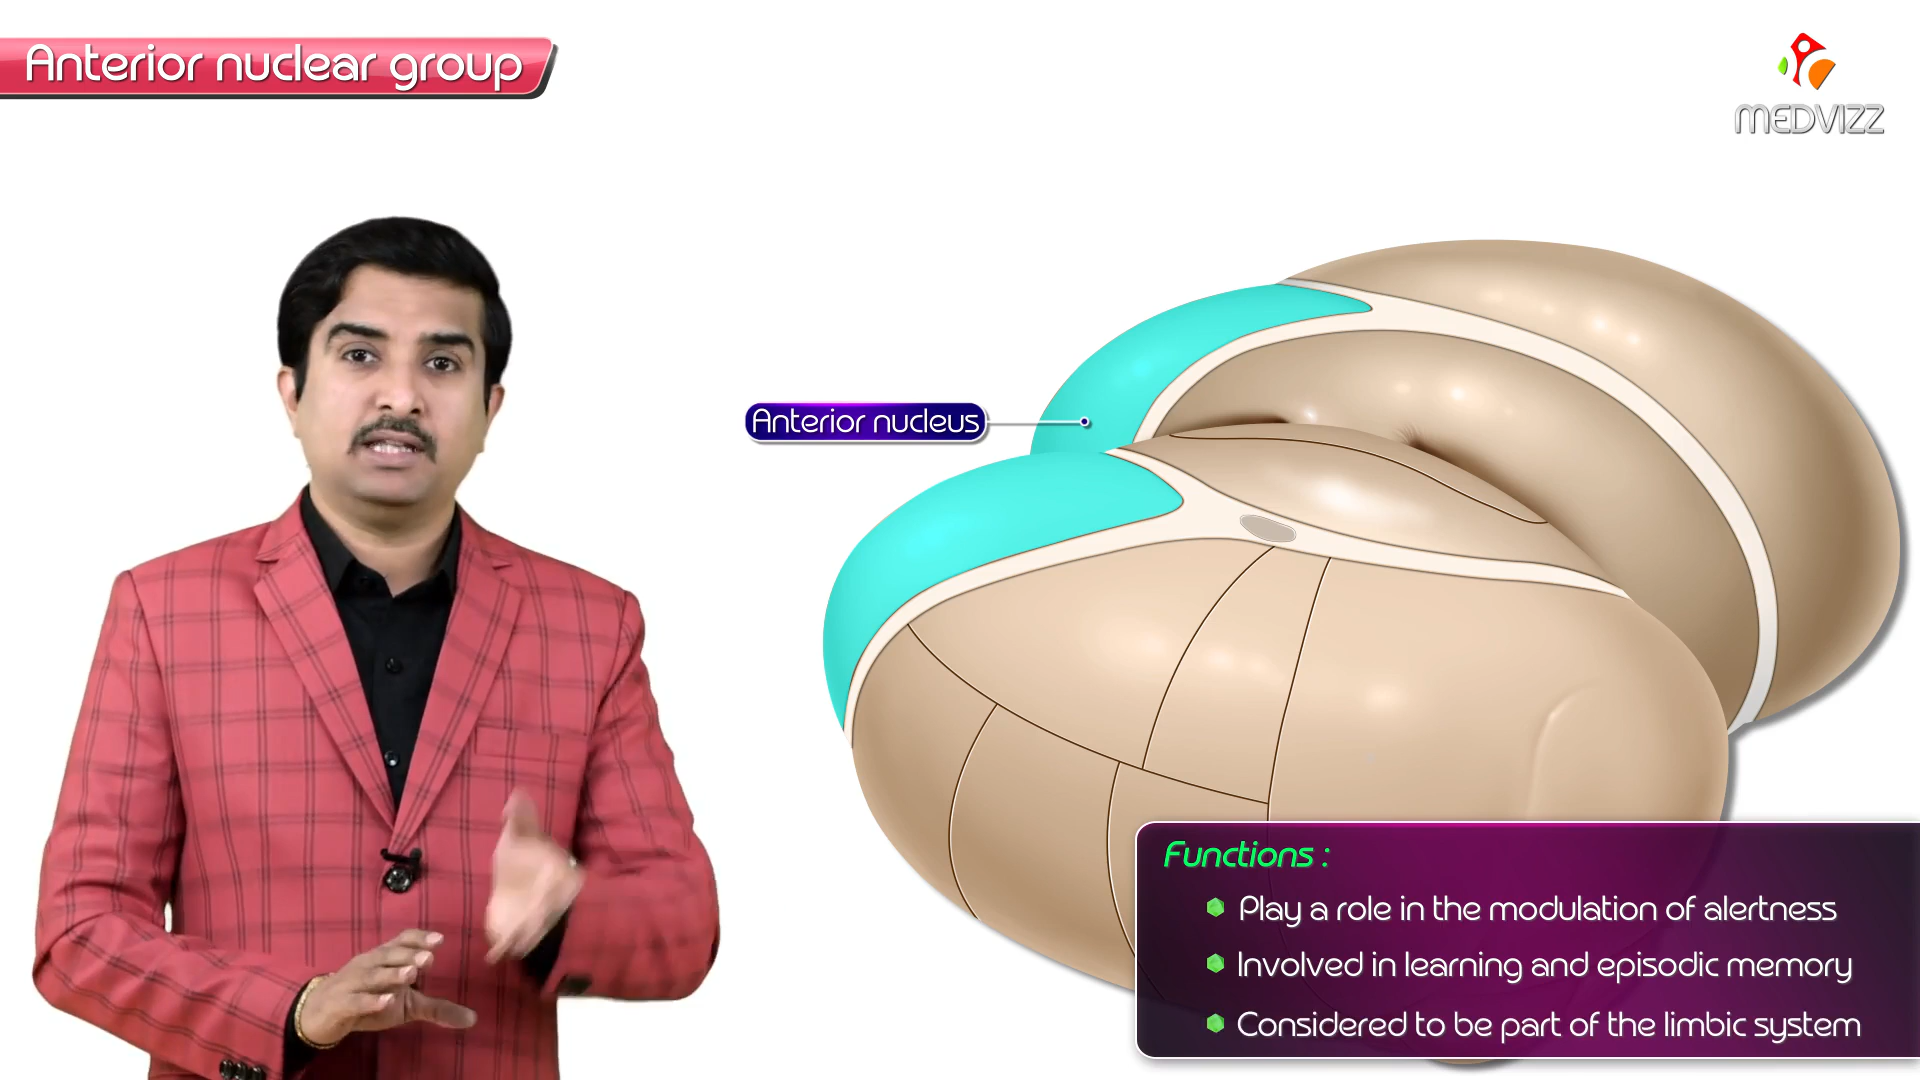 Anterior nuclear group
MEDVIZZ
Anterior nucleus
Functions :
Play a role in the modulation of alertness
Involved in learning and episodic memory
Considered to be part of the limbic system